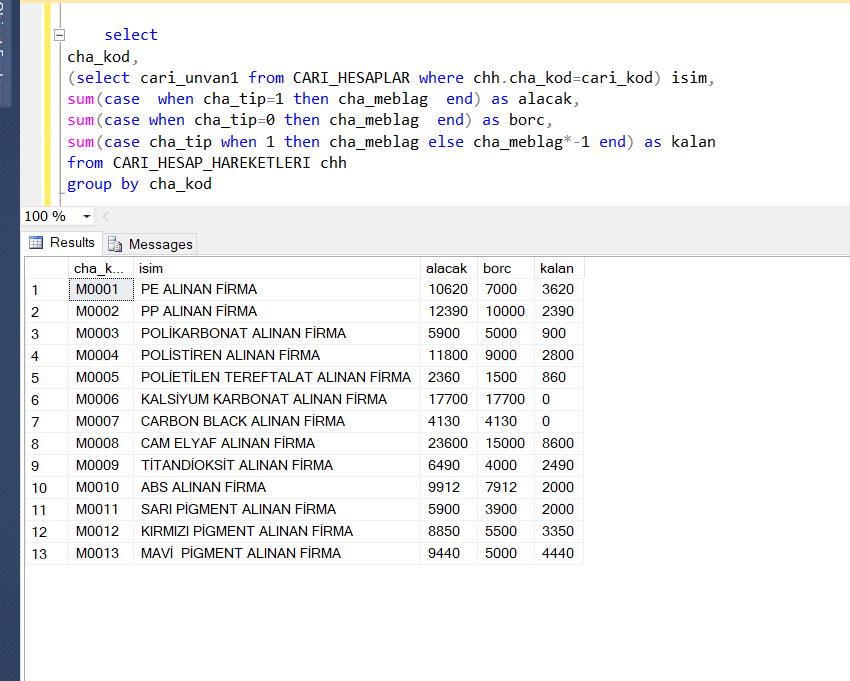 select
cha_kod,
(select cari_unvan1 from CARI_HESAPLAR where chh.cha_kod=cari_kod) isim,
sum(case  when cha_tip=1 then cha_meblag  end) as alacak,
sum(case when cha_tip=0 then cha_meblag  end) as borc,
sum(case cha_tip when 1 then cha_meblag else cha_meblag*-1 end) as kalan
from CARI_HESAP_HAREKETLERI chh
group by cha_kod
100 %
Results Messages
cha_k... isim alacak borc kalan
1 M0001 PE ALINAN FİRMA 10620 7000 3620
2 M0002 PP ALINAN FİRMA 12390 10000 2390
3 M0003 POLİKARBONAT ALINAN FİRMA 5900 5000 900
4 M0004 POLİSTİREN ALINAN FİRMA 11800 9000 2800
5 M0005 POLİETİLEN TEREFTALAT ALINAN FİRMA 2360 1500 860
6 M0006 KALSİYUM KARBONAT ALINAN FİRMA 17700 17700 0
7 M0007 CARBON BLACK ALINAN FİRMA 4130 4130 0
8 M0008 CAM ELYAF ALINAN FİRMA 23600 15000 8600
9 M0009 TİTANDİOKSİT ALINAN FİRMA 6490 4000 2490
10 M0010 ABS ALINAN FİRMA 9912 7912 2000
11 M0011 SARI PİGMENT ALINAN FİRMA 5900 3900 2000
12 M0012 KIRMIZI PİGMENT ALINAN FİRMA 8850 5500 3350
13 M0013 MAVİ  PİGMENT ALINAN FİRMA 9440 5000 4440